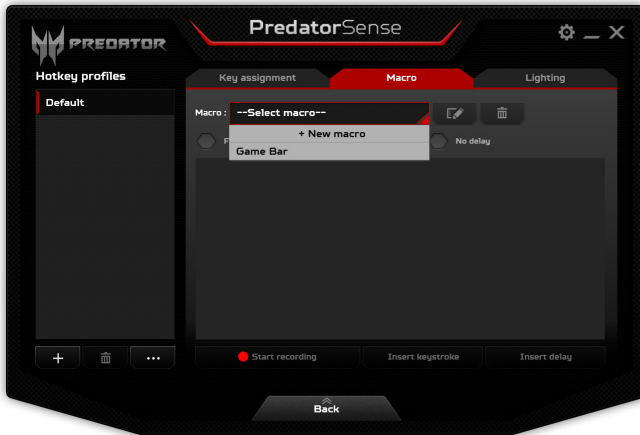 PredatorSense
PREDATOR
Hotkey profiles
Default
Key assignment
Macro
Lighting
Macro :
--Select macro--
+ New macro
Game Bar
No delay
Start recording
Insert keystroke
Insert delay
Back